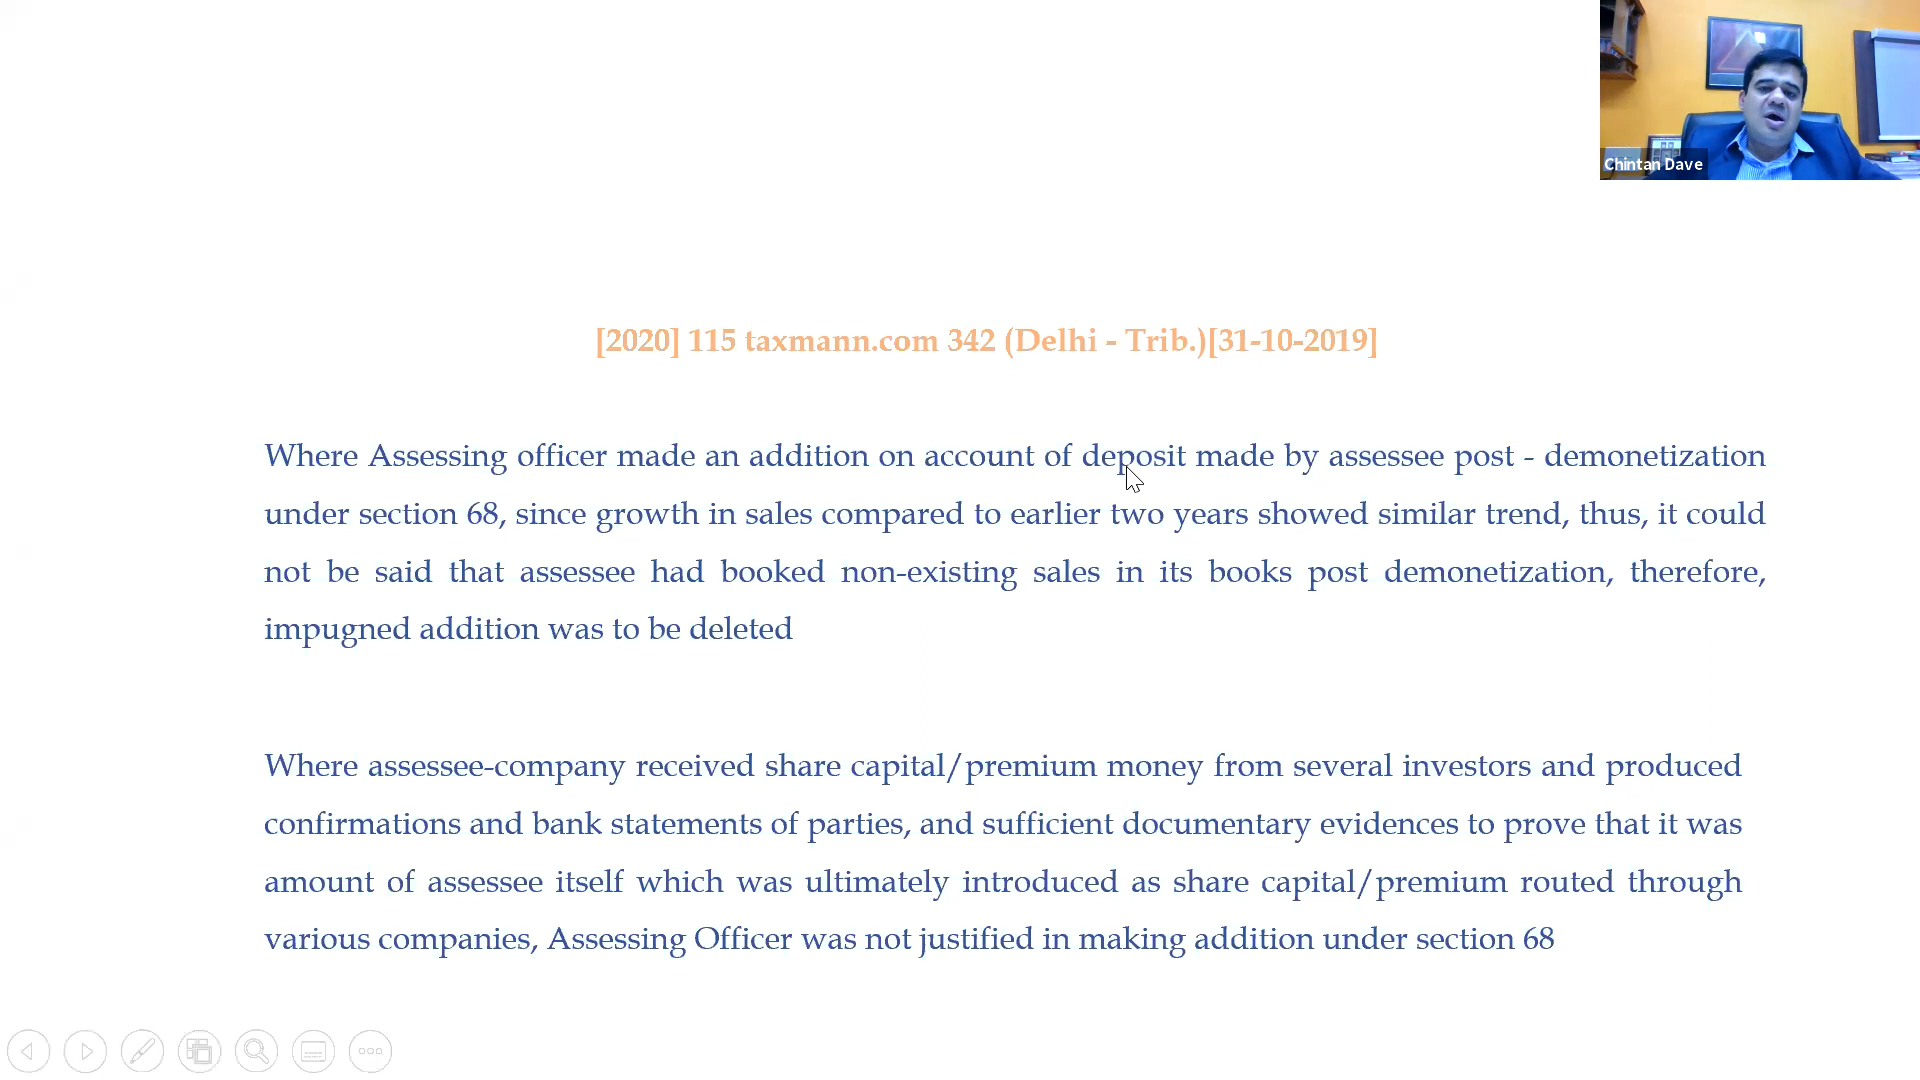 Chintan Dave
[2020] 115 taxmann.com 342 (Delhi - Trib.)[31-10-2019]
Where Assessing officer made an addition on account of deposit made by assessee post - demonetization
under section 68, since growth in sales compared to earlier two years showed similar trend, thus, it could
not be said that assessee had booked non-existing sales in its books post demonetization, therefore,
impugned addition was to be deleted
Where assessee-company received share capital/premium money from several investors and produced
confirmations and bank statements of parties, and sufficient documentary evidences to prove that it was
amount of assessee itself which was ultimately introduced as share capital/premium routed through
various companies, Assessing Officer was not justified in making addition under section 68